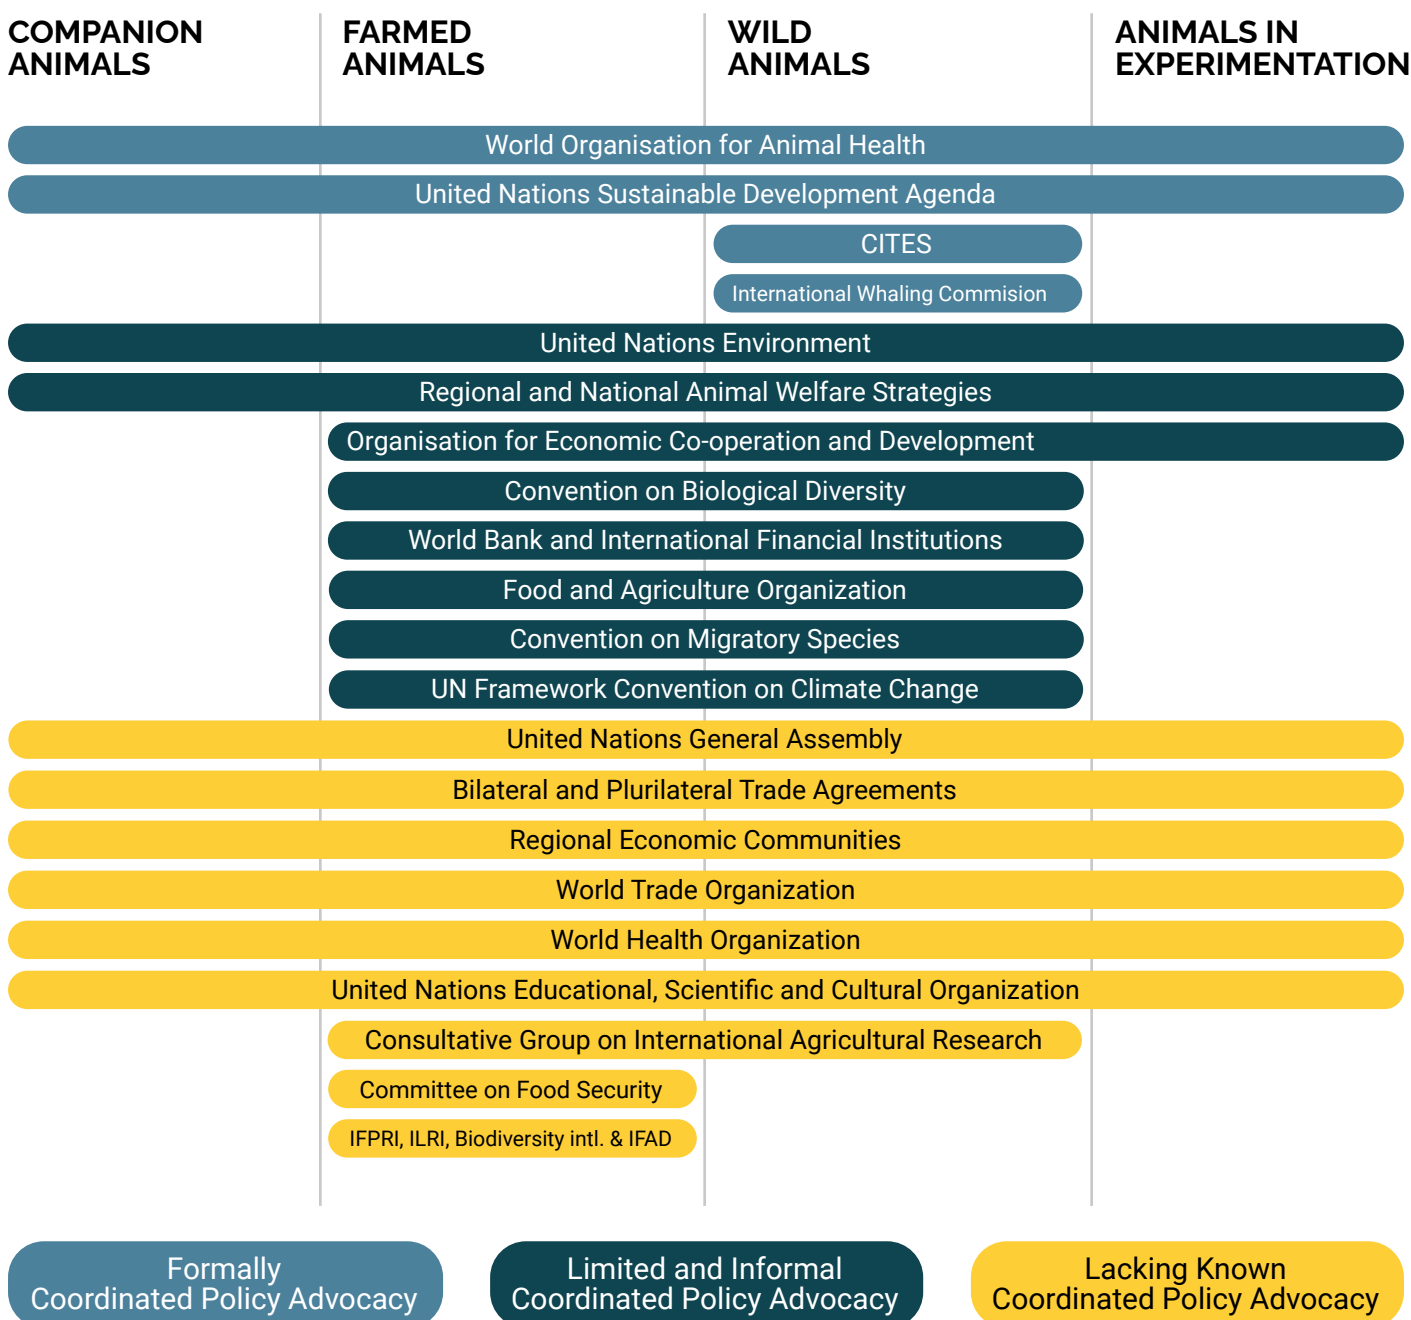 COMPANION
ANIMALS
FARMED
ANIMALS
WILD
ANIMALS
ANIMALS IN
EXPERIMENTATION
World Organisation for Animal Health
United Nations Sustainable Development Agenda
CITES
International Whaling Commision
United Nations Environment
Regional and National Animal Welfare Strategies
Organisation for Economic Co-operation and Development
Convention on Biological Diversity
World Bank and International Financial Institutions
Food and Agriculture Organization
Convention on Migratory Species
UN Framework Convention on Climate Change
United Nations General Assembly
Bilateral and Plurilateral Trade Agreements
Regional Economic Communities
World Trade Organization
World Health Organization
United Nations Educational, Scientific and Cultural Organization
Consultative Group on International Agricultural Research
Committee on Food Security
IFPRI, ILRI, Biodiversity intl. & IFAD
Formally
Coordinated Policy Advocacy
Limited and Informal
Coordinated Policy Advocacy
Lacking Known
Coordinated Policy Advocacy